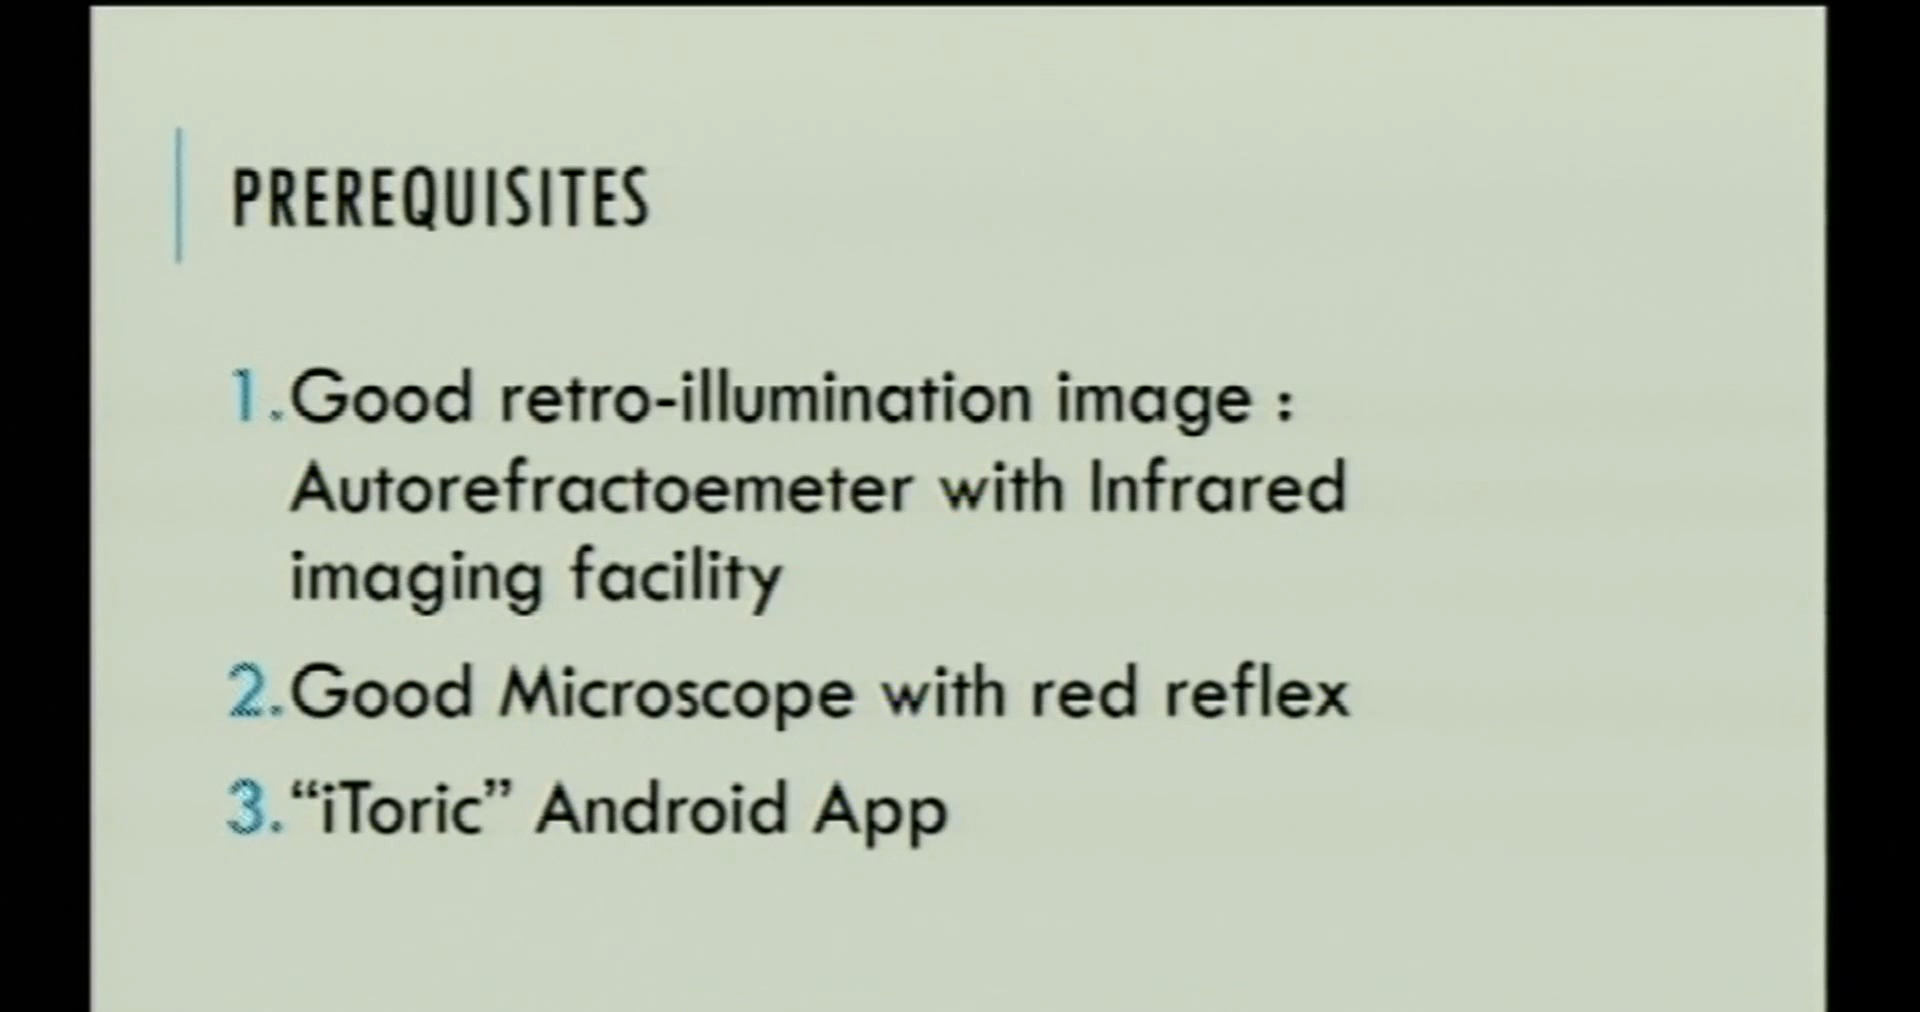 PREREQUISITES
1. Good retro-illumination image :
Autorefractoemeter with Infrared
imaging facility
2. Good Microscope with red reflex
3. “iToric” Android App